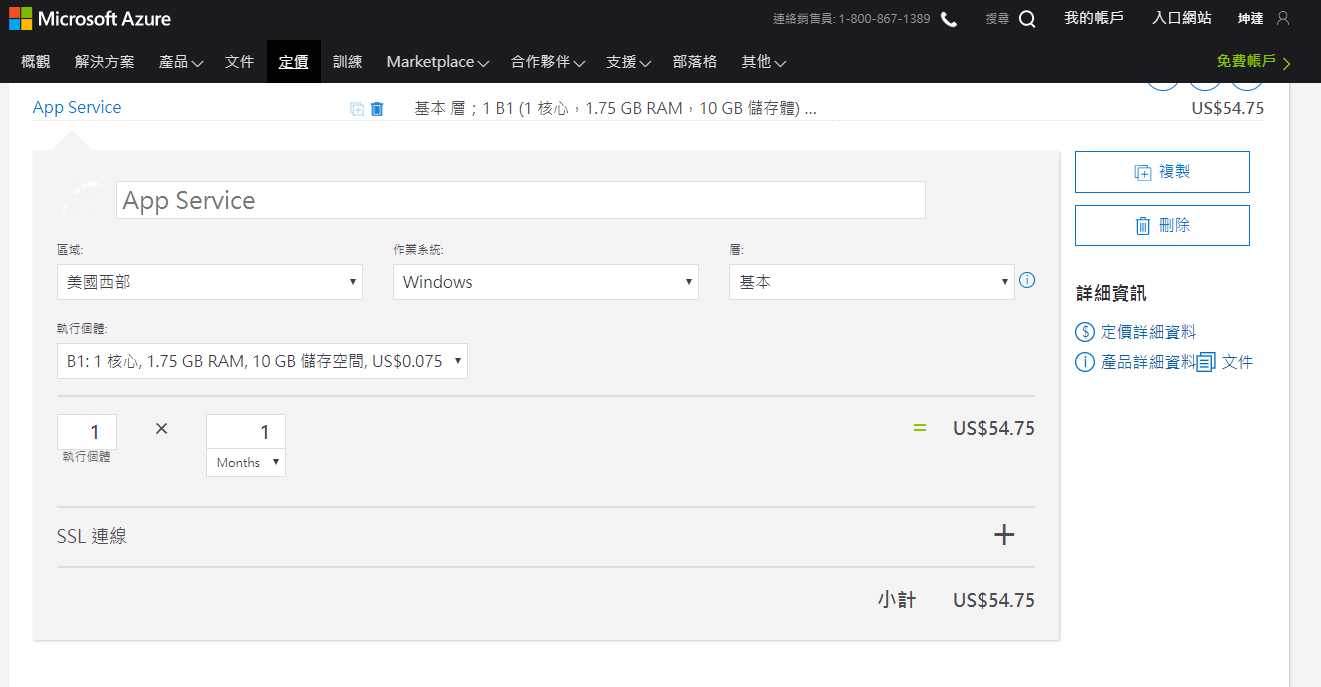 Microsoft Azure
連絡銷售員: 1-800-867-1389 搜尋 我的帳戶 入口網站 坤達
概觀 解決方案 產品 文件 定價 訓練 Marketplace 合作夥伴 支援 部落格 其他 免費帳戶
App Service 基本 層；1 B1 (1 核心，1.75 GB RAM，10 GB 儲存體) ... US$54.75
App Service
複製
刪除
區域: 作業系統: 層:
美國西部 Windows 基本
詳細資訊
執行個體:
定價詳細資料
B1: 1 核心, 1.75 GB RAM, 10 GB 儲存空間, US$0.075
產品詳細資料 文件
1 × 1 = US$54.75
執行個體 Months
SSL 連線 +
小計 US$54.75